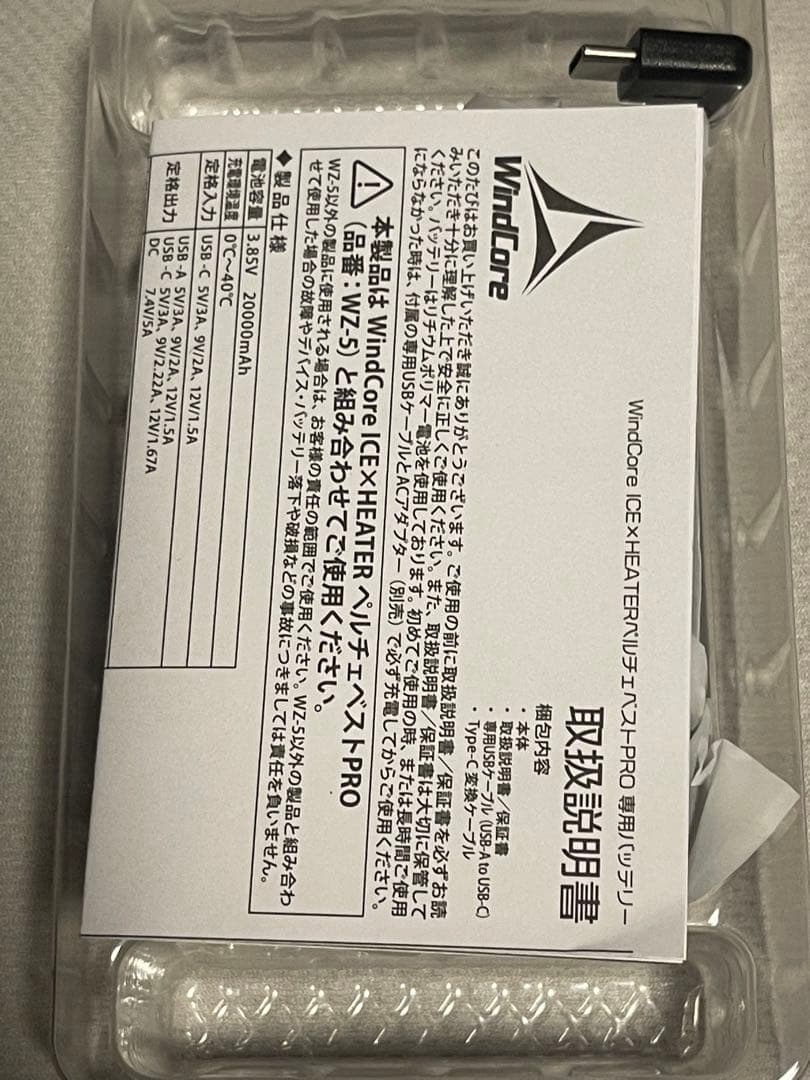 WindCore ICE×HEATERペルチェベストPRO 専用バッテリー
WindCore
取扱説明書
梱包内容
・本体
・取扱説明書／保証書
・専用USBケーブル（USB-A to USB-C）
・Type-C 変換ケーブル
このたびはお買い上げいただき誠にありがとうございます。ご使用の前に取扱説明書／保証書を必ずお読
みいただき十分に理解した上で安全に正しくご使用ください。また、取扱説明書／保証書は大切に保管して
ください。バッテリーはリチウムポリマー電池を使用しております。初めてご使用の時、または長時間ご使用
にならなかった時は、付属の専用USBケーブルとACアダプター（別売）で必ず充電してからご使用ください。
本製品は WindCore ICE×HEATER ペルチェベストPRO
（品番：WZ-5）と組み合わせてご使用ください。
WZ-5以外の製品に使用される場合は、お客様の責任の範囲でご使用ください。WZ-5以外の製品と組み合わ
せて使用した場合の故障やデバイス・バッテリー落下や破損などの事故につきましては責任を負いません。
◆製品仕様
電池容量 3.85V 20000mAh
充電環境温度 0℃～40℃
定格入力 USB -C 5V/3A、9V/2A、12V/1.5A
定格出力 USB -A 5V/3A、9V/2A、12V/1.5A
USB -C 5V/3A、9V/2.22A、12V/1.67A
DC 7.4V/5A